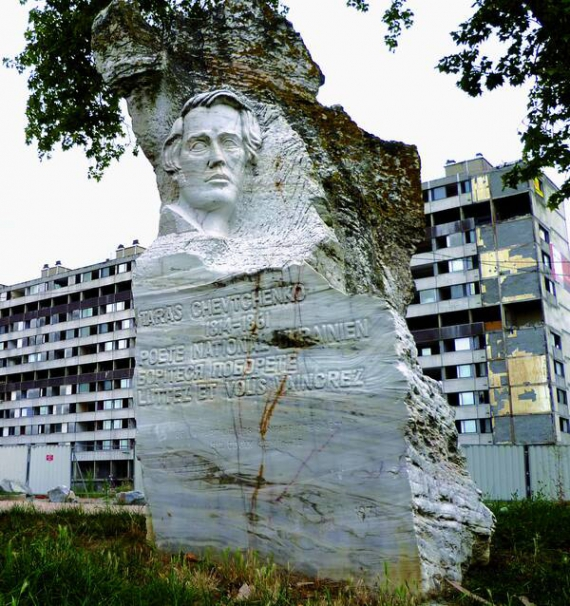 TARAS CHEVTCHENKO
1814-1861
POETE NATIONAL UKRAINIEN
БОРІТЕСЯ ПОБОРЕТЕ
LUTTEZ ET VOUS VAINCREZ